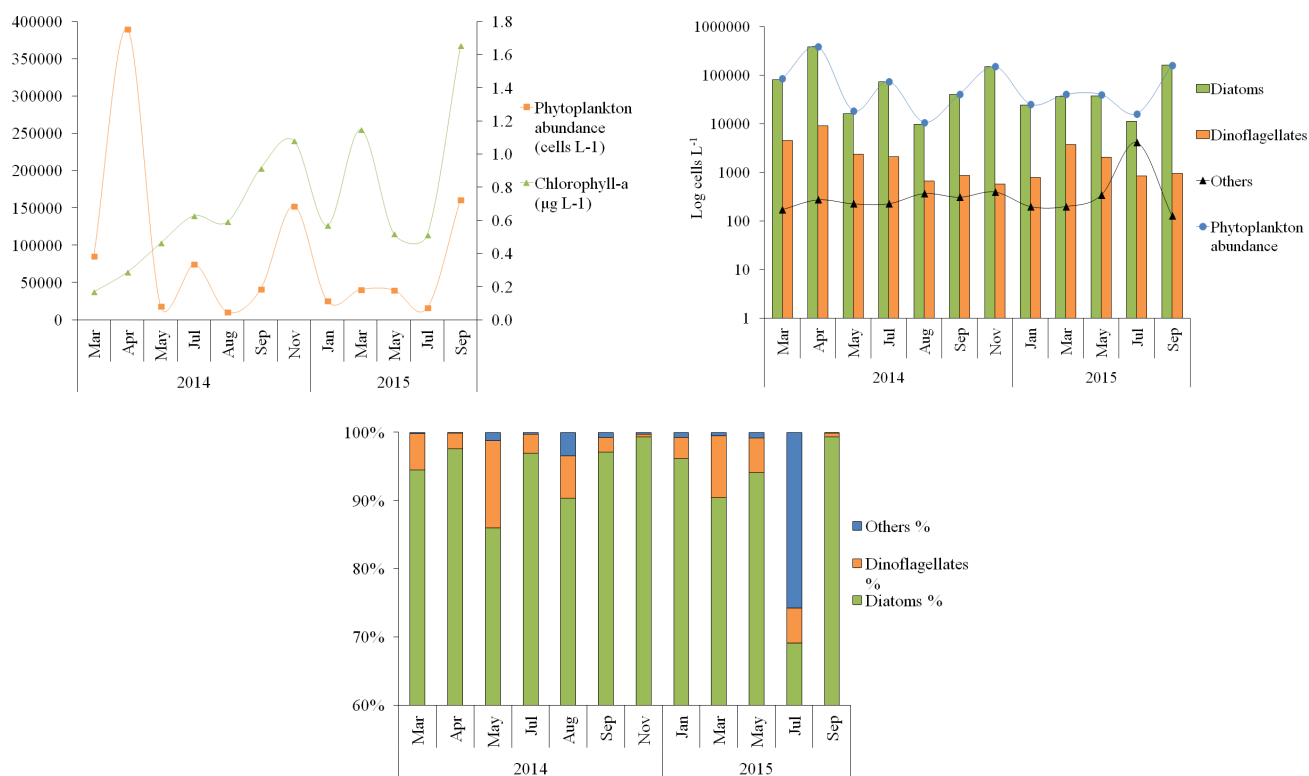 400000
350000
300000
250000
200000
150000
100000
50000
0
1.8
1.6
1.4
1.2
1.0
0.8
0.6
0.4
0.2
0.0
Phytoplankton
abundance
(cells L-1)
Chlorophyll-a
(µg L-1)
Mar
Apr
May
Jul
Aug
Sep
Nov
Jan
Mar
May
Jul
Sep
2014
2015
Log cells L⁻¹
1000000
100000
10000
1000
100
10
1
Diatoms
Dinoflagellates
Others
Phytoplankton
abundance
Mar
Apr
May
Jul
Aug
Sep
Nov
Jan
Mar
May
Jul
Sep
2014
2015
100%
90%
80%
70%
60%
Others %
Dinoflagellates
%
Diatoms %
Mar
Apr
May
Jul
Aug
Sep
Nov
Jan
Mar
May
Jul
Sep
2014
2015